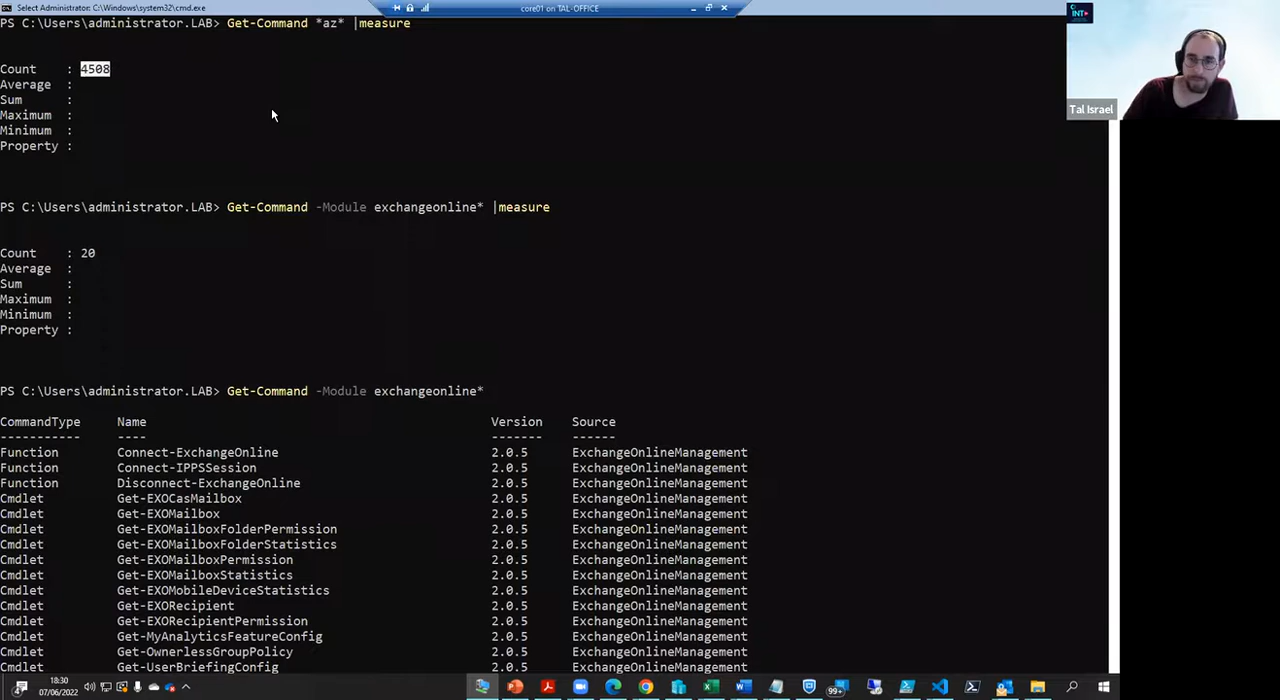 Select Administrator: C:\Windows\system32\cmd.exe
core01 on TAL-OFFICE
PS C:\Users\administrator.LAB> Get-Command *az* |measure
Count    : 4508
Average  :
Sum      :
Maximum  :
Minimum  :
Property :
PS C:\Users\administrator.LAB> Get-Command -Module exchangeonline* |measure
Count    : 20
Average  :
Sum      :
Maximum  :
Minimum  :
Property :
PS C:\Users\administrator.LAB> Get-Command -Module exchangeonline*
CommandType     Name                                               Version    Source
-----------     ----                                               -------    ------
Function        Connect-ExchangeOnline                             2.0.5      ExchangeOnlineManagement
Function        Connect-IPPSSession                                2.0.5      ExchangeOnlineManagement
Function        Disconnect-ExchangeOnline                          2.0.5      ExchangeOnlineManagement
Cmdlet          Get-EXOCasMailbox                                  2.0.5      ExchangeOnlineManagement
Cmdlet          Get-EXOMailbox                                     2.0.5      ExchangeOnlineManagement
Cmdlet          Get-EXOMailboxFolderPermission                     2.0.5      ExchangeOnlineManagement
Cmdlet          Get-EXOMailboxFolderStatistics                     2.0.5      ExchangeOnlineManagement
Cmdlet          Get-EXOMailboxPermission                           2.0.5      ExchangeOnlineManagement
Cmdlet          Get-EXOMailboxStatistics                           2.0.5      ExchangeOnlineManagement
Cmdlet          Get-EXOMobileDeviceStatistics                      2.0.5      ExchangeOnlineManagement
Cmdlet          Get-EXORecipient                                   2.0.5      ExchangeOnlineManagement
Cmdlet          Get-EXORecipientPermission                         2.0.5      ExchangeOnlineManagement
Cmdlet          Get-MyAnalyticsFeatureConfig                       2.0.5      ExchangeOnlineManagement
Cmdlet          Get-OwnerlessGroupPolicy                           2.0.5      ExchangeOnlineManagement
Cmdlet          Get-UserBriefingConfig                             2.0.5      ExchangeOnlineManagement
INT
Tal Israel
18:30
07/06/2022
99+